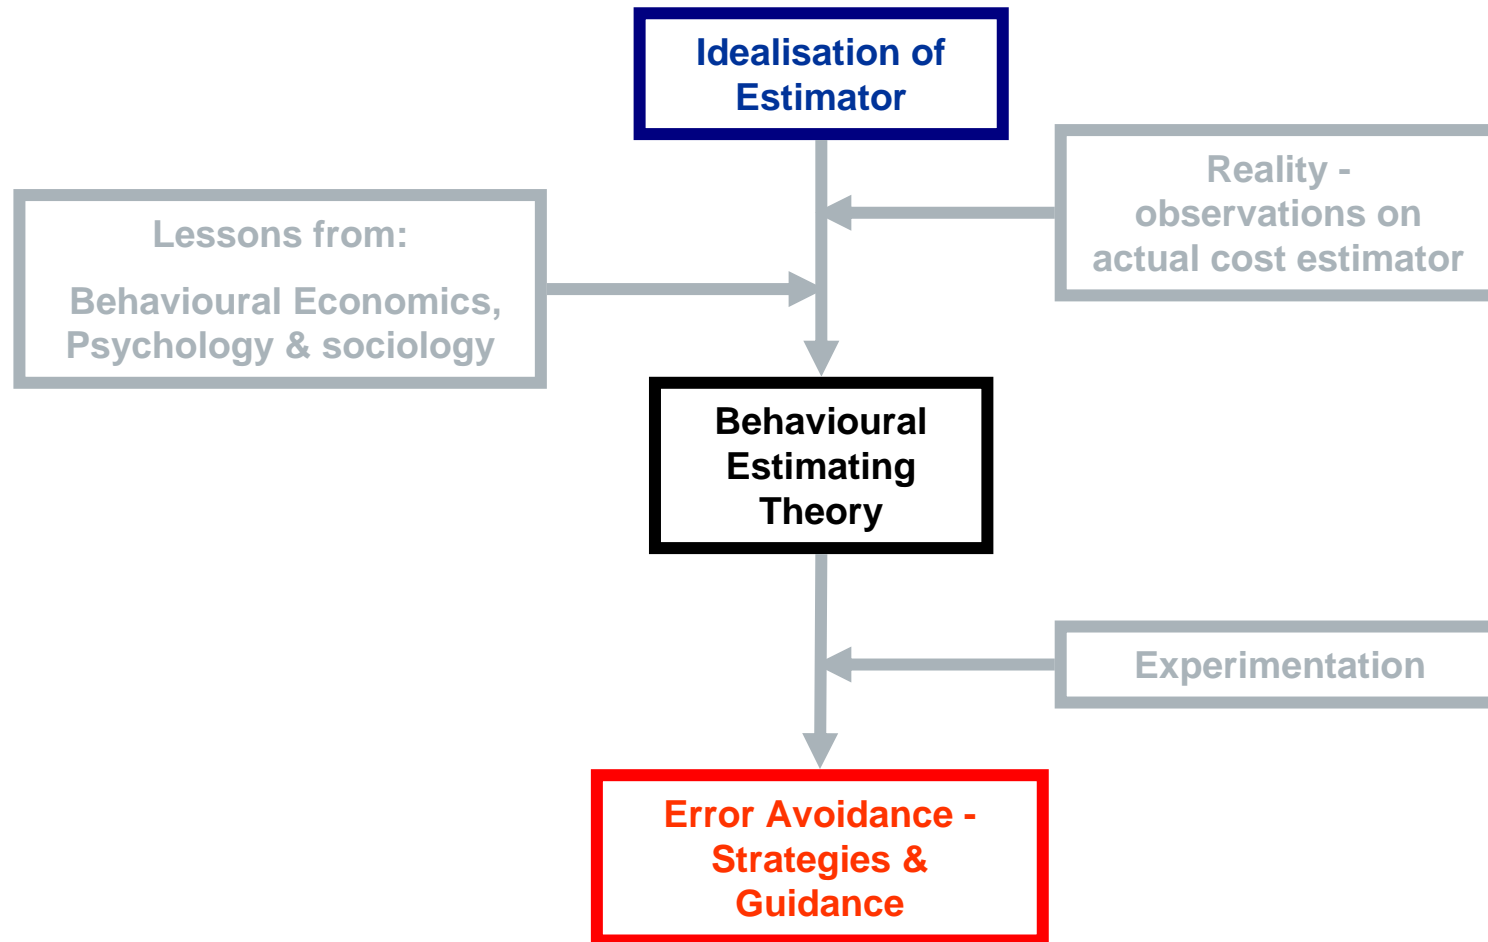 Idealisation of
Estimator
Reality -
observations on
actual cost estimator
Lessons from:
Behavioural Economics,
Psychology & sociology
Behavioural
Estimating
Theory
Experimentation
Error Avoidance -
Strategies &
Guidance